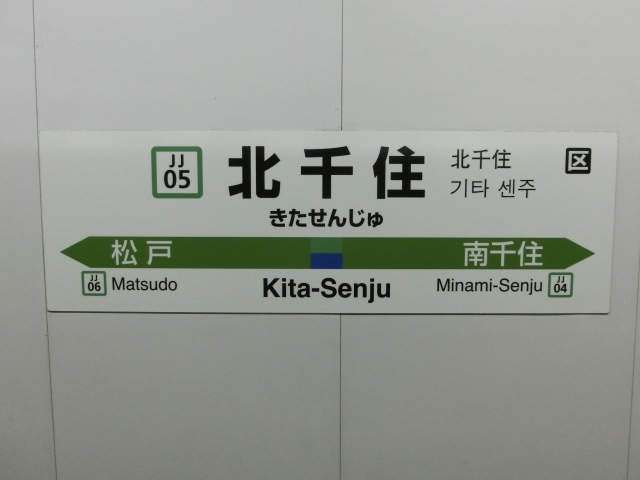 JJ
05
北千住
北千住
기타 센주
区
きたせんじゅ
松戸
南千住
JJ
06
Matsudo
Kita-Senju
Minami-Senju
JJ
04